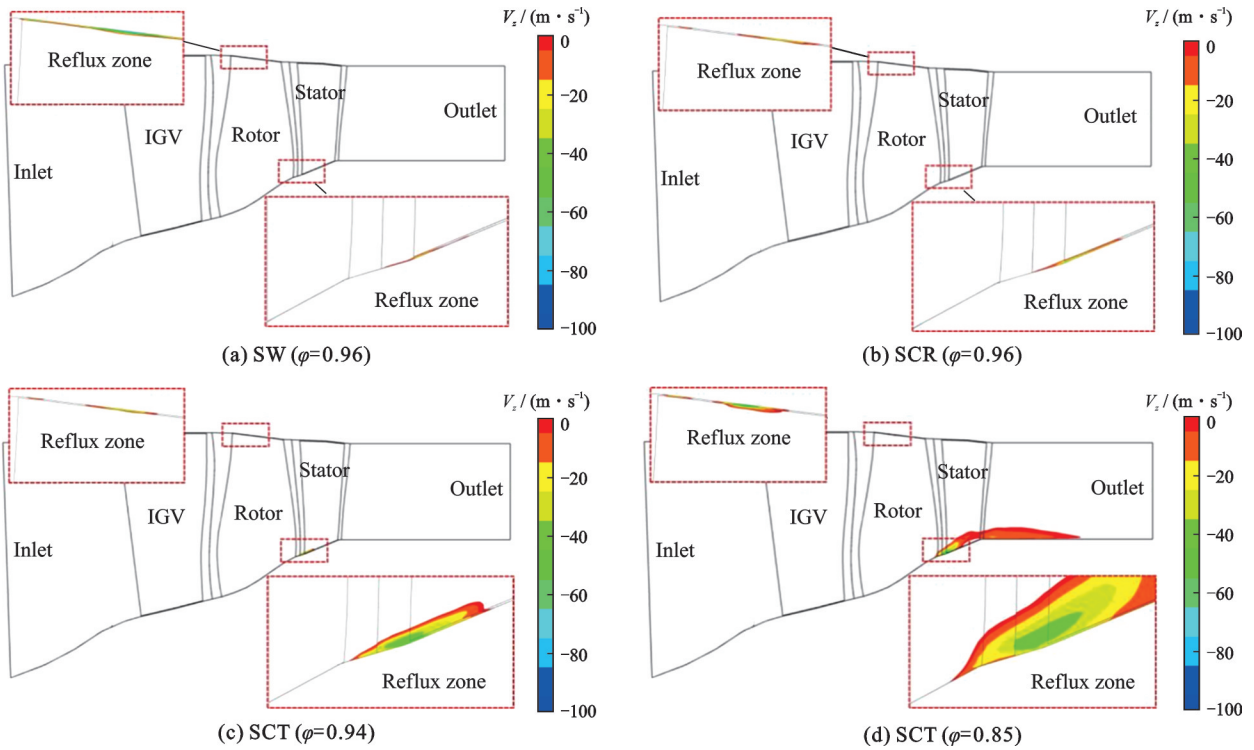 V_z / (m · s⁻¹)
0
−20
−40
−60
−80
−100
Reflux zone
Stator
IGV
Rotor
Outlet
Inlet
Reflux zone
(a) SW (φ=0.96)
V_z / (m · s⁻¹)
0
−20
−40
−60
−80
−100
Reflux zone
Stator
IGV
Rotor
Outlet
Inlet
Reflux zone
(b) SCR (φ=0.96)
V_z / (m · s⁻¹)
0
−20
−40
−60
−80
−100
Reflux zone
Stator
IGV
Rotor
Outlet
Inlet
Reflux zone
(c) SCT (φ=0.94)
V_z / (m · s⁻¹)
0
−20
−40
−60
−80
−100
Reflux zone
Stator
IGV
Rotor
Outlet
Inlet
Reflux zone
(d) SCT (φ=0.85)